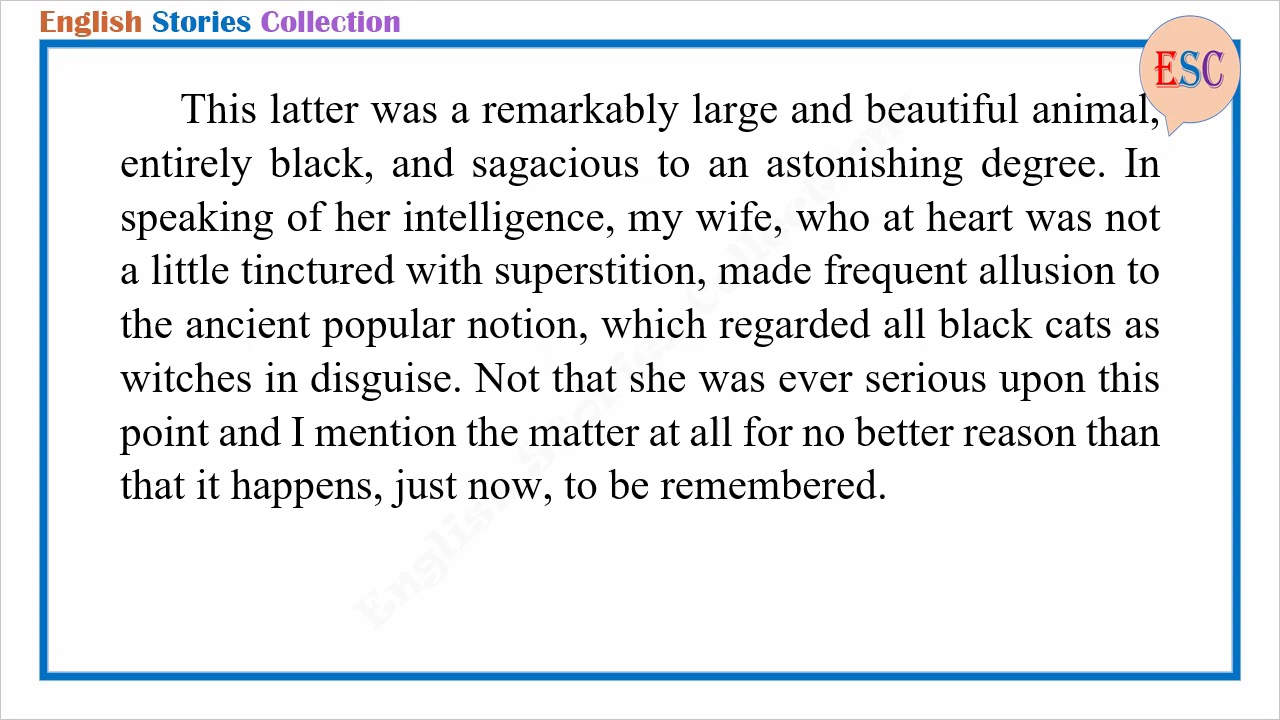 English Stories Collection
ESC
This latter was a remarkably large and beautiful animal,
entirely black, and sagacious to an astonishing degree. In
speaking of her intelligence, my wife, who at heart was not
a little tinctured with superstition, made frequent allusion to
the ancient popular notion, which regarded all black cats as
witches in disguise. Not that she was ever serious upon this
point and I mention the matter at all for no better reason than
that it happens, just now, to be remembered.
English Stories Collection